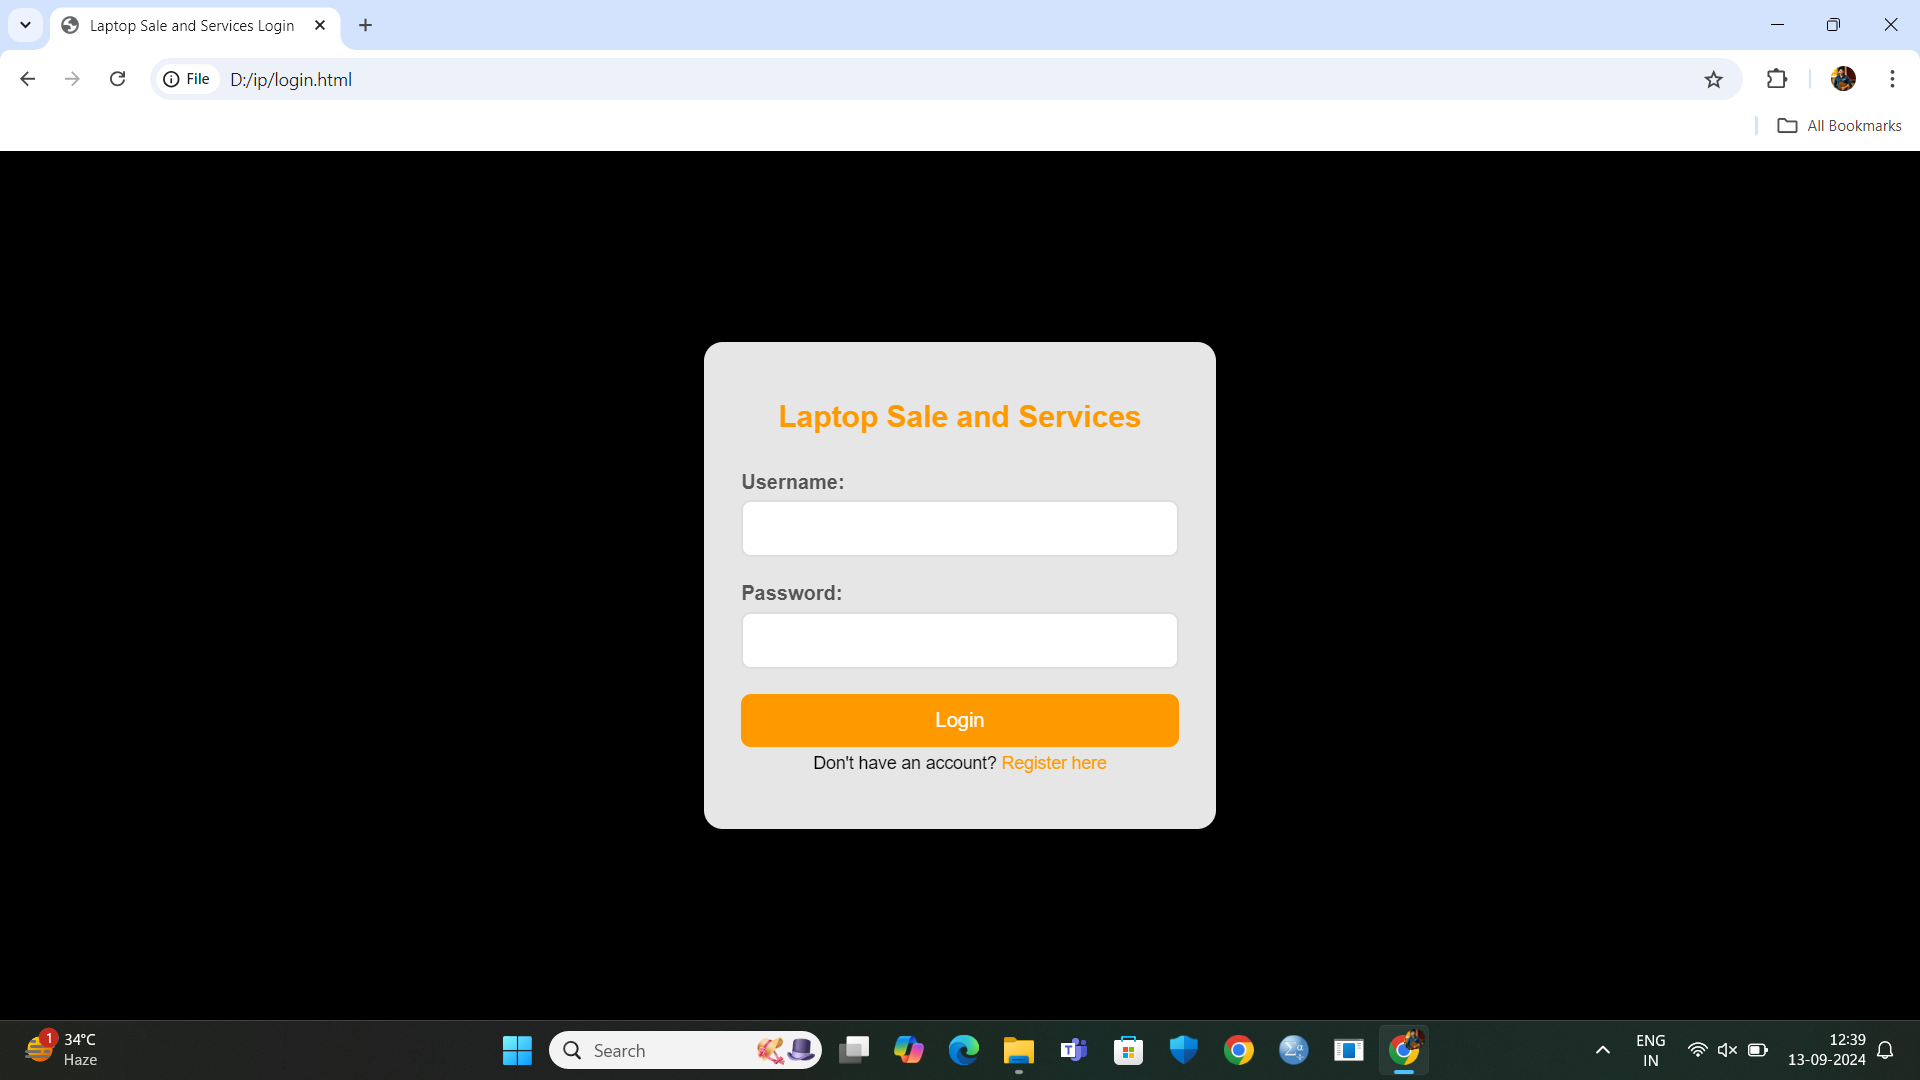 Laptop Sale and Services Login
File D:/ip/login.html
All Bookmarks
Laptop Sale and Services
Username:
Password:
Login
Don't have an account? Register here
1
34°C
Haze
Search
ENG
IN
12:39
13-09-2024